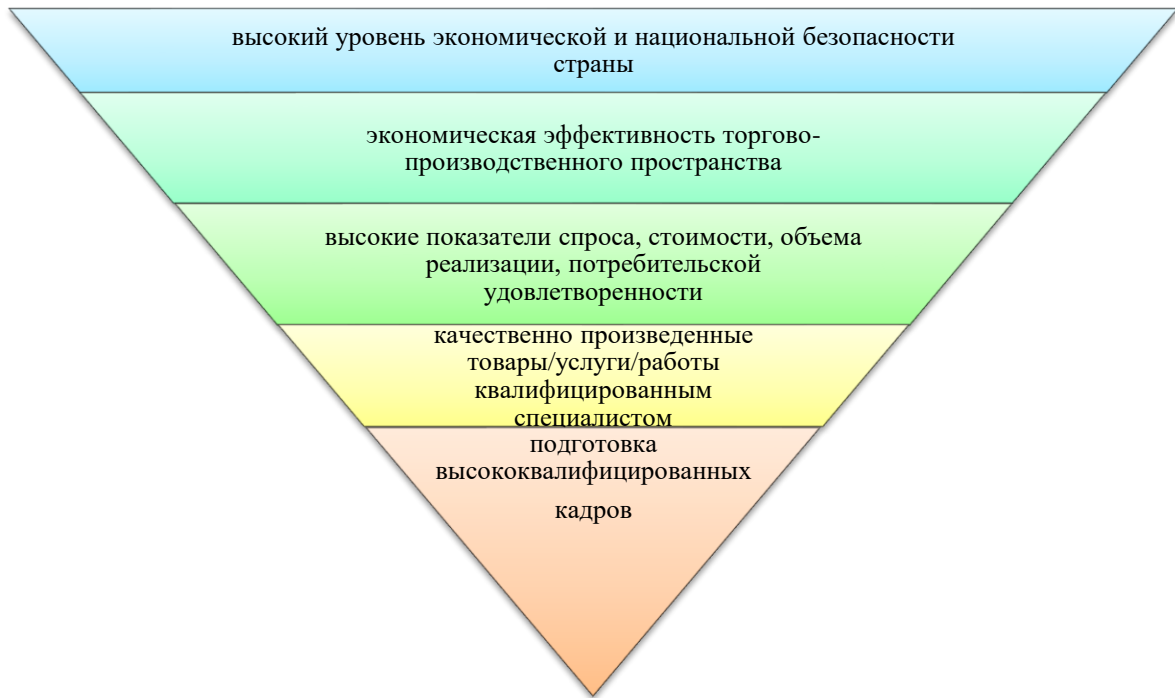 высокий уровень экономической и национальной безопасности
страны
экономическая эффективность торгово-
производственного пространства
высокие показатели спроса, стоимости, объема
реализации, потребительской
удовлетворенности
качественно произведенные
товары/услуги/работы
квалифицированным
специалистом
подготовка
высококвалифицированных
кадров